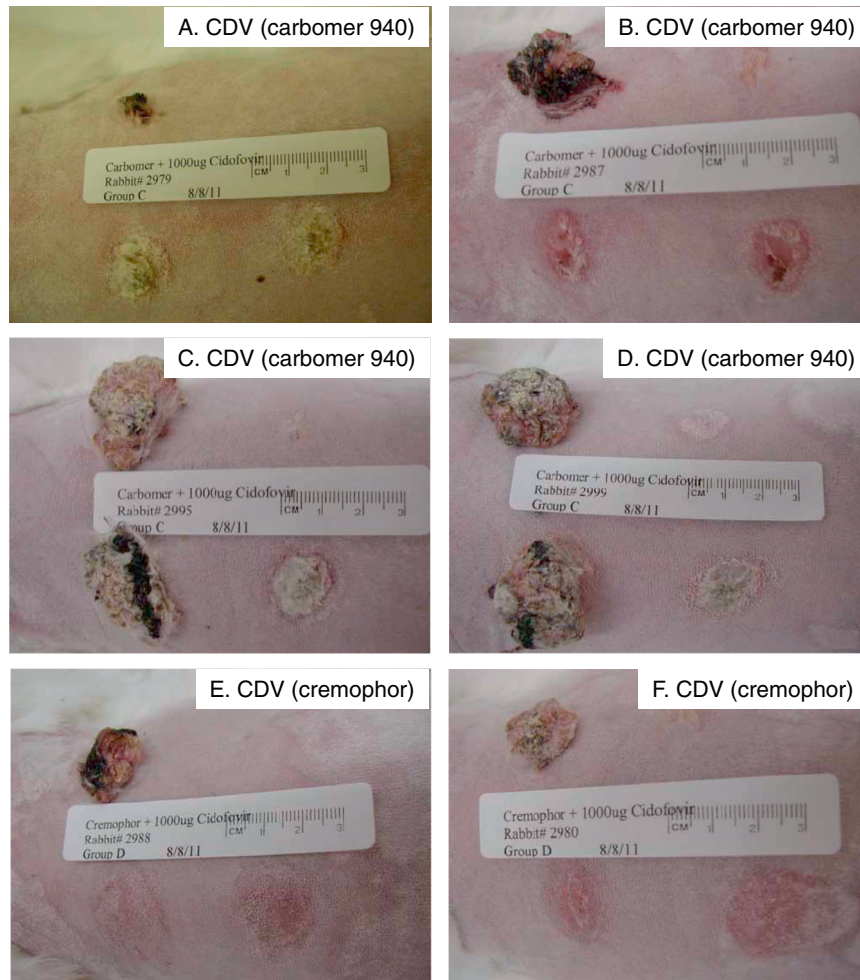 A. CDV (carbomer 940)
Carbomer + 1000ug Cidofovir
CM 1 2 3
Rabbit# 2979
Group C 8/8/11
B. CDV (carbomer 940)
Carbomer + 1000ug Cidofovir
CM 1 2 3
Rabbit# 2987
Group C 8/8/11
C. CDV (carbomer 940)
Carbomer + 1000ug Cidofovir
CM 1 2 3
Rabbit# 2995
Group C 8/8/11
D. CDV (carbomer 940)
Carbomer + 1000ug Cidofovir
CM 1 2 3
Rabbit# 2999
Group C 8/8/11
E. CDV (cremophor)
Cremophor + 1000ug Cidofovir
CM 1 2 3
Rabbit# 2988
Group D 8/8/11
F. CDV (cremophor)
Cremophor + 1000ug Cidofovir
CM 1 2 3
Rabbit# 2980
Group D 8/8/11